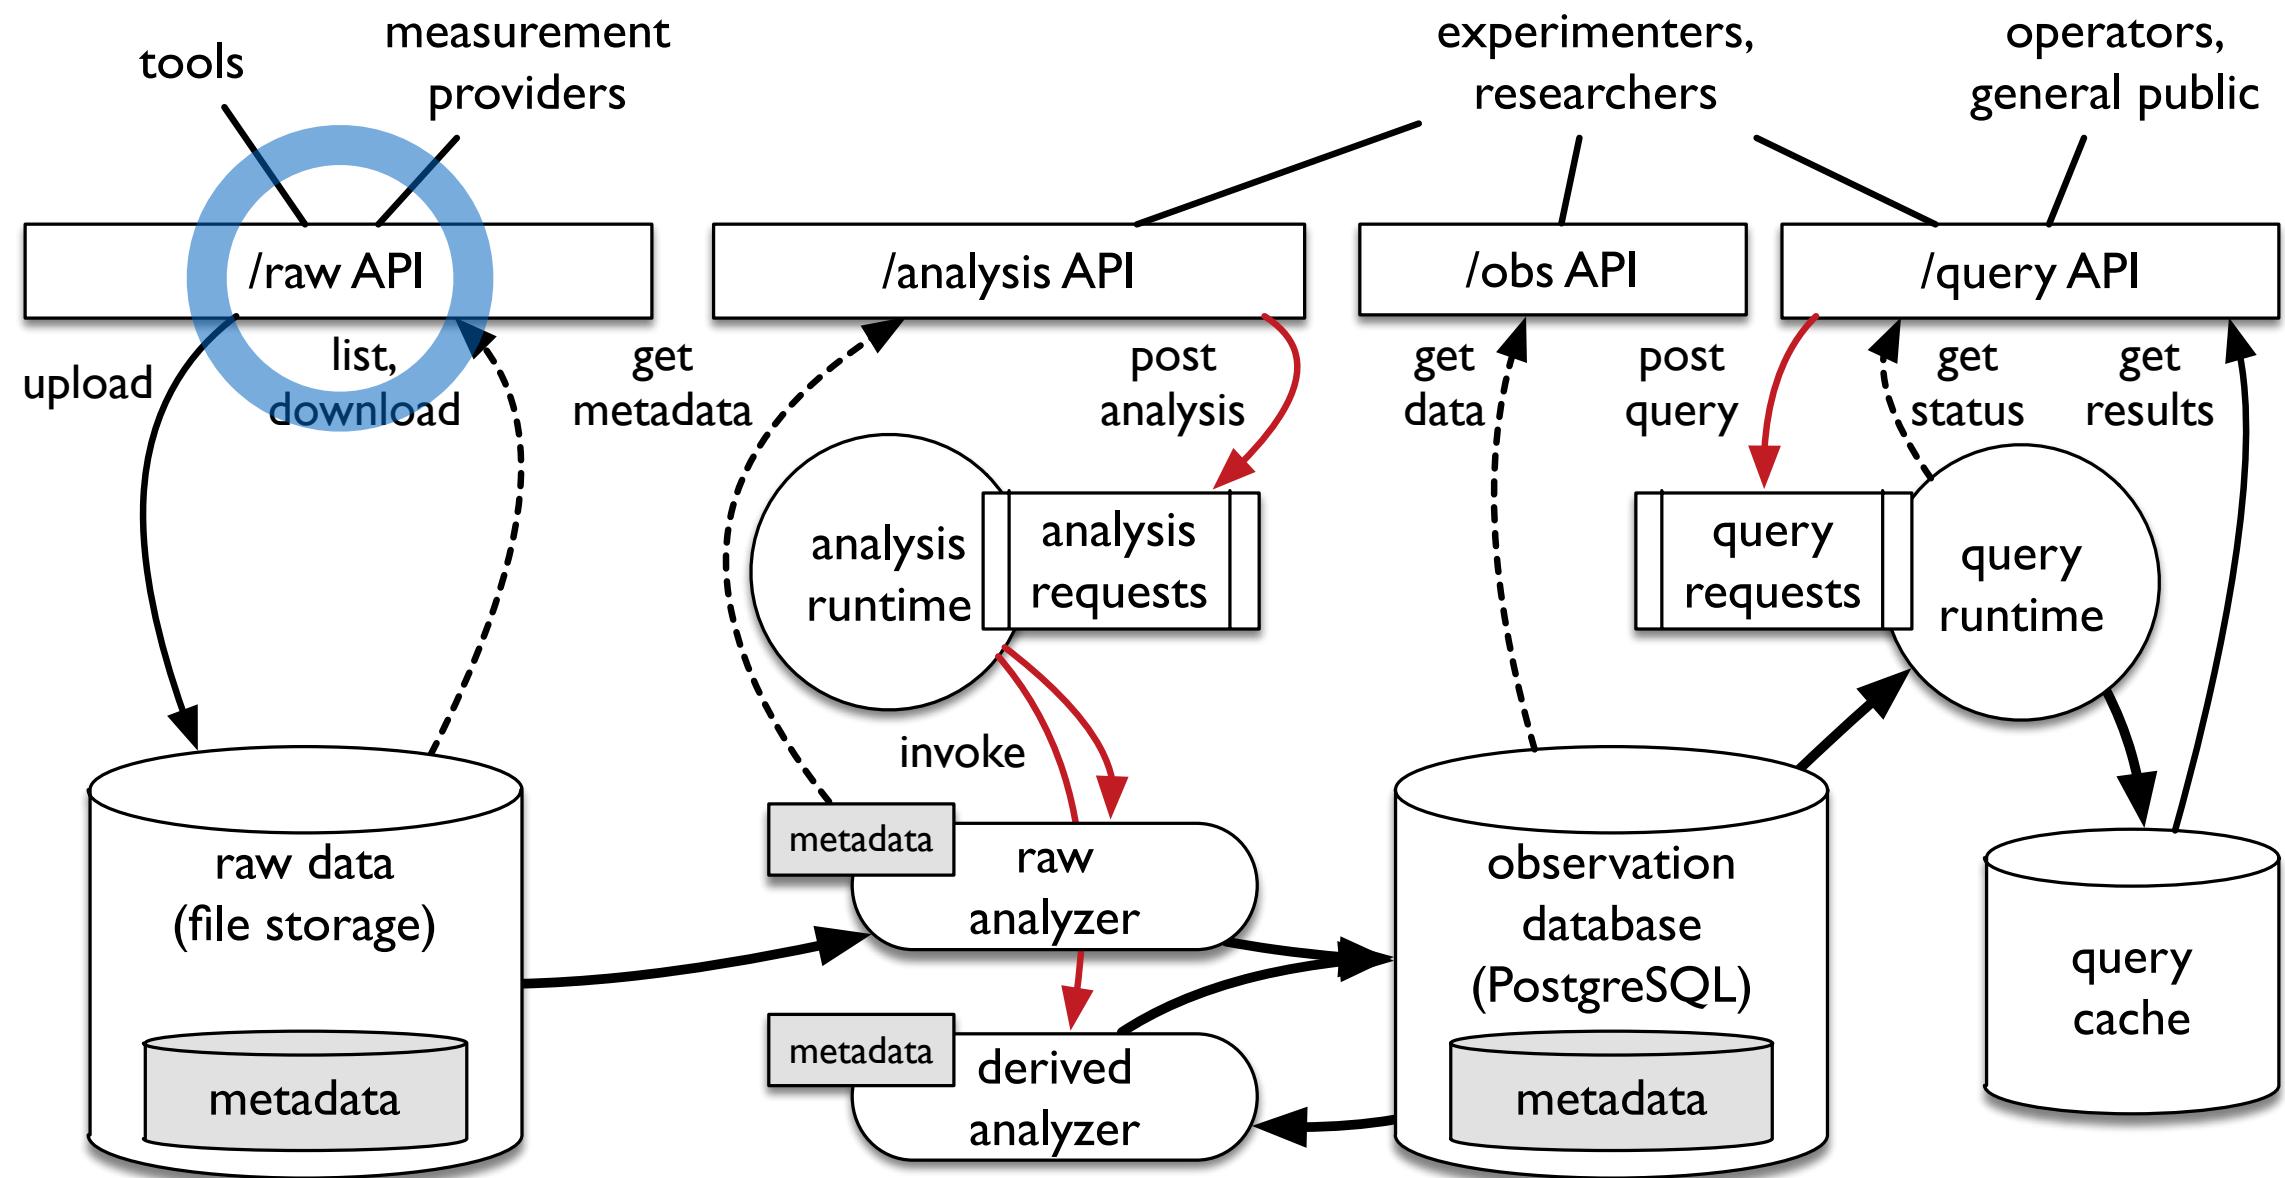 tools
measurement
providers
experimenters,
researchers
operators,
general public
/raw API
/analysis API
/obs API
/query API
upload
list,
download
get
metadata
post
analysis
get
data
post
query
get
status
get
results
analysis
runtime
analysis
requests
query
requests
query
runtime
invoke
raw data
(file storage)
metadata
metadata
raw
analyzer
metadata
derived
analyzer
observation
database
(PostgreSQL)
metadata
query
cache